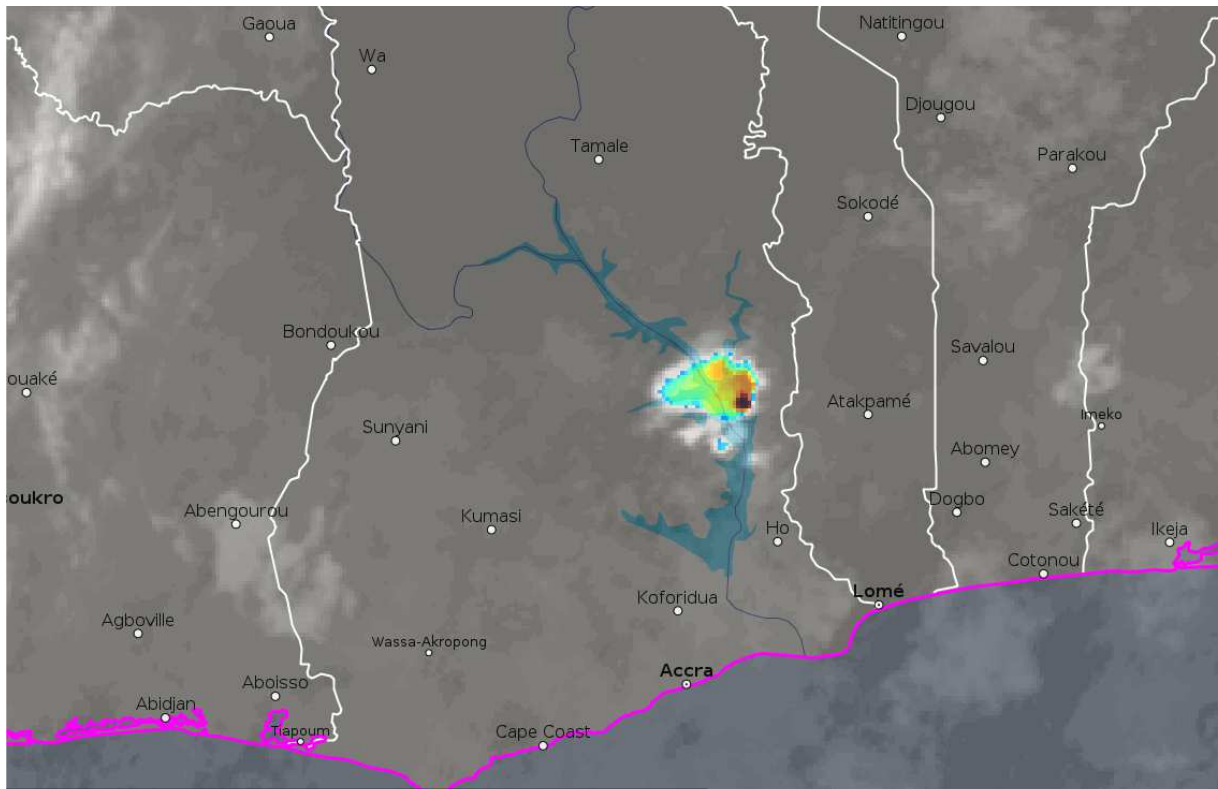 Gaoua
Natitingou
Wa
Djougou
Tamale
Parakou
Sokodé
Bondoukou
Savalou
ouaké
Atakpamé
Imeko
Sunyani
Abomey
oukro
Abengourou
Kumasi
Ho
Dogbo
Sakété
Ikeja
Cotonou
Koforidua
Lomé
Agboville
Wassa-Akropong
Accra
Aboisso
Abidjan
Tiapoum
Cape Coast